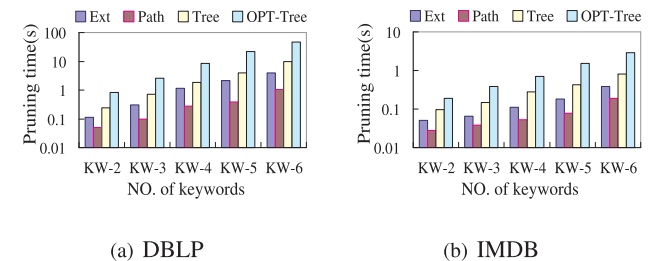 Ext Path Tree OPT-Tree
Pruning time(s)
100
10
1
0.1
0.01
KW-2 KW-3 KW-4 KW-5 KW-6
NO. of keywords
(a) DBLP
Ext Path Tree OPT-Tree
Pruning time(s)
10
1
0.1
0.01
KW-2 KW-3 KW-4 KW-5 KW-6
NO. of keywords
(b) IMDB